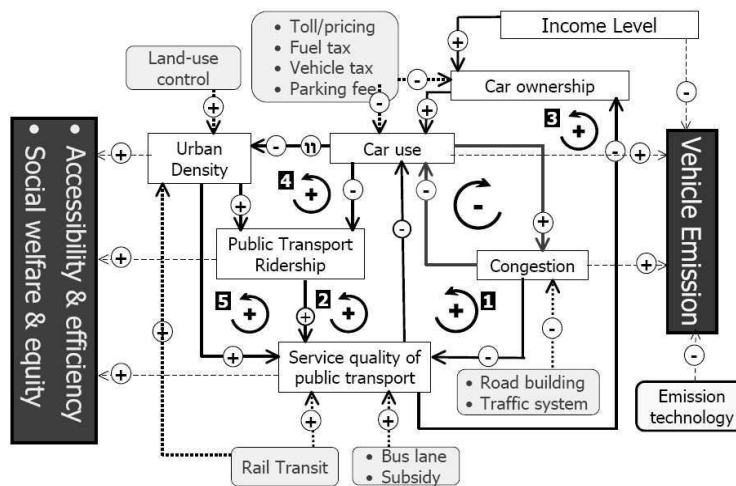 • Toll/pricing
• Fuel tax
• Vehicle tax
• Parking fee
Income Level
Land-use
control
Car ownership
Urban
Density
Car use
Public Transport
Ridership
Congestion
Service quality of
public transport
• Road building
• Traffic system
Emission
technology
Rail Transit
• Bus lane
• Subsidy
• Accessibility & efficiency
• Social welfare & equity
Vehicle Emission
+
-
+
-
-
+
3
+
-
+
-
=
+
-
+
4
+
-
-
-
+
+
-
+
+
5
+
2
+
+
+
1
+
-
-
+
+
-
-
+
+
+